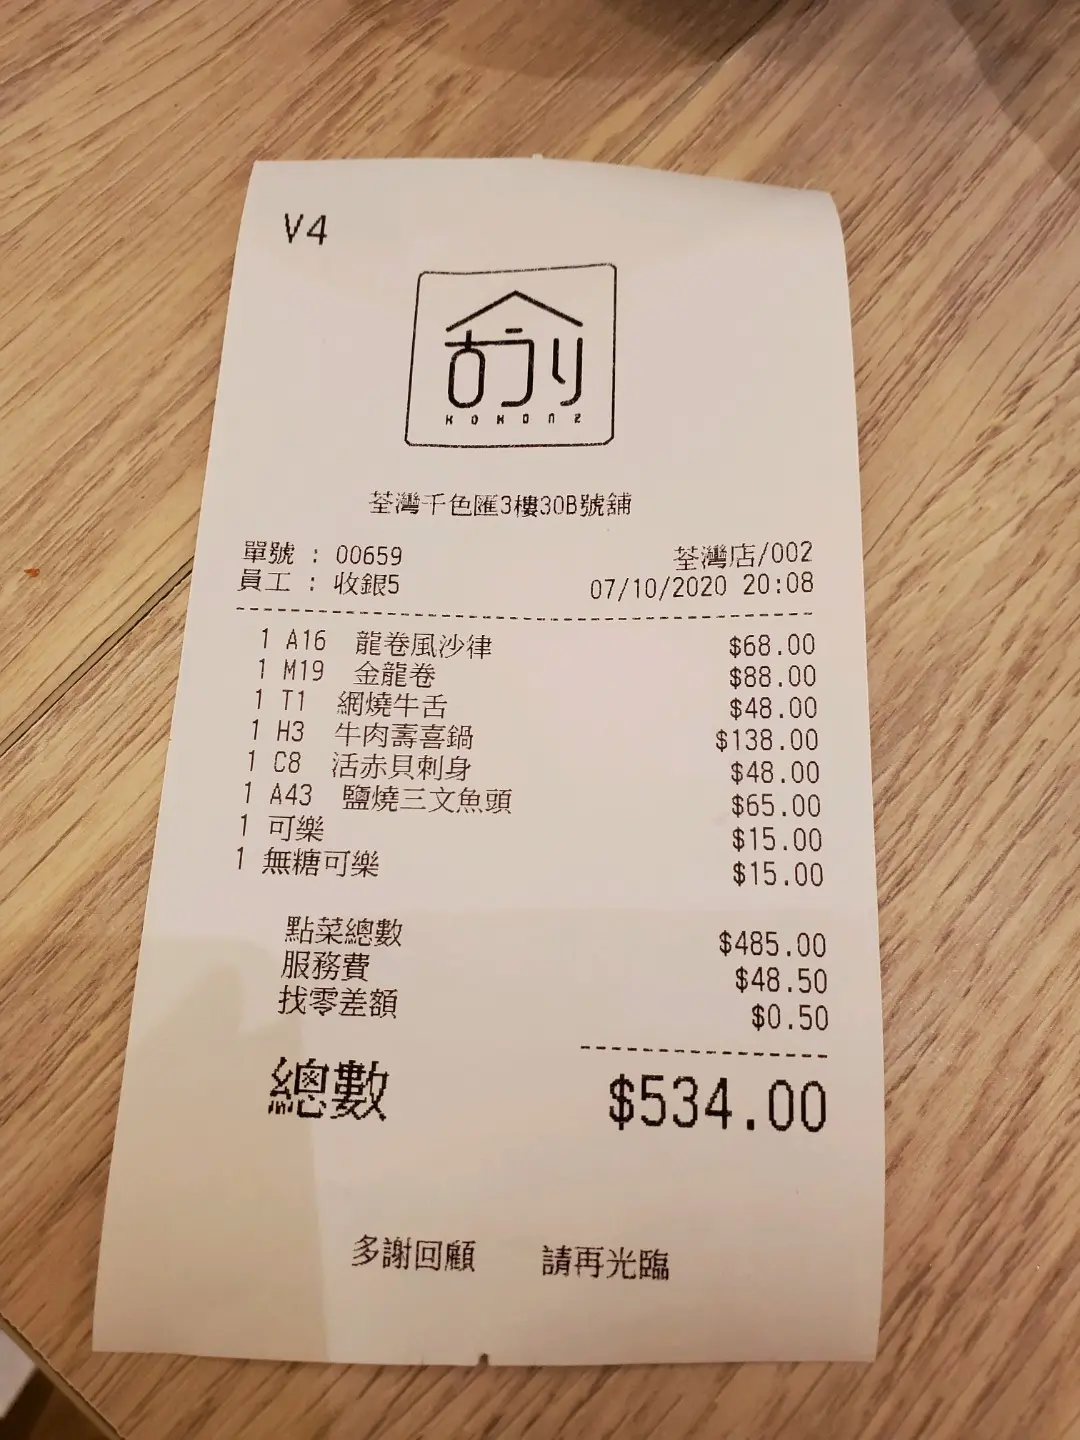 V4
古うり
KOKONI
荃灣千色匯3樓30B號舖
單號 : 00659 荃灣店/002
員工 : 收銀5 07/10/2020 20:08
1 A16 龍卷風沙律 $68.00
1 M19 金龍卷 $88.00
1 T1 網燒牛舌 $48.00
1 H3 牛肉壽喜鍋 $138.00
1 C8 活赤貝刺身 $48.00
1 A43 鹽燒三文魚頭 $65.00
1 可樂 $15.00
1 無糖可樂 $15.00
點菜總數 $485.00
服務費 $48.50
找零差額 $0.50
總數 $534.00
多謝回顧 請再光臨